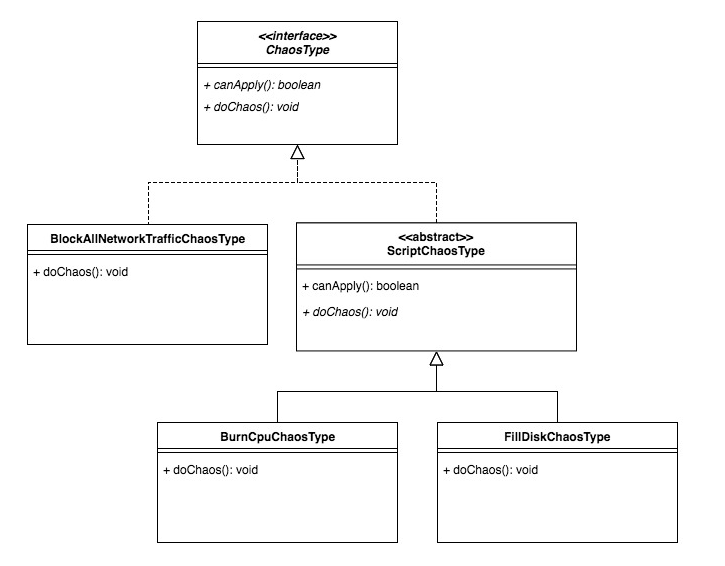 <<interface>>
ChaosType
+ canApply(): boolean
+ doChaos(): void
BlockAllNetworkTrafficChaosType
+ doChaos(): void
<<abstract>>
ScriptChaosType
+ canApply(): boolean
+ doChaos(): void
BurnCpuChaosType
+ doChaos(): void
FillDiskChaosType
+ doChaos(): void